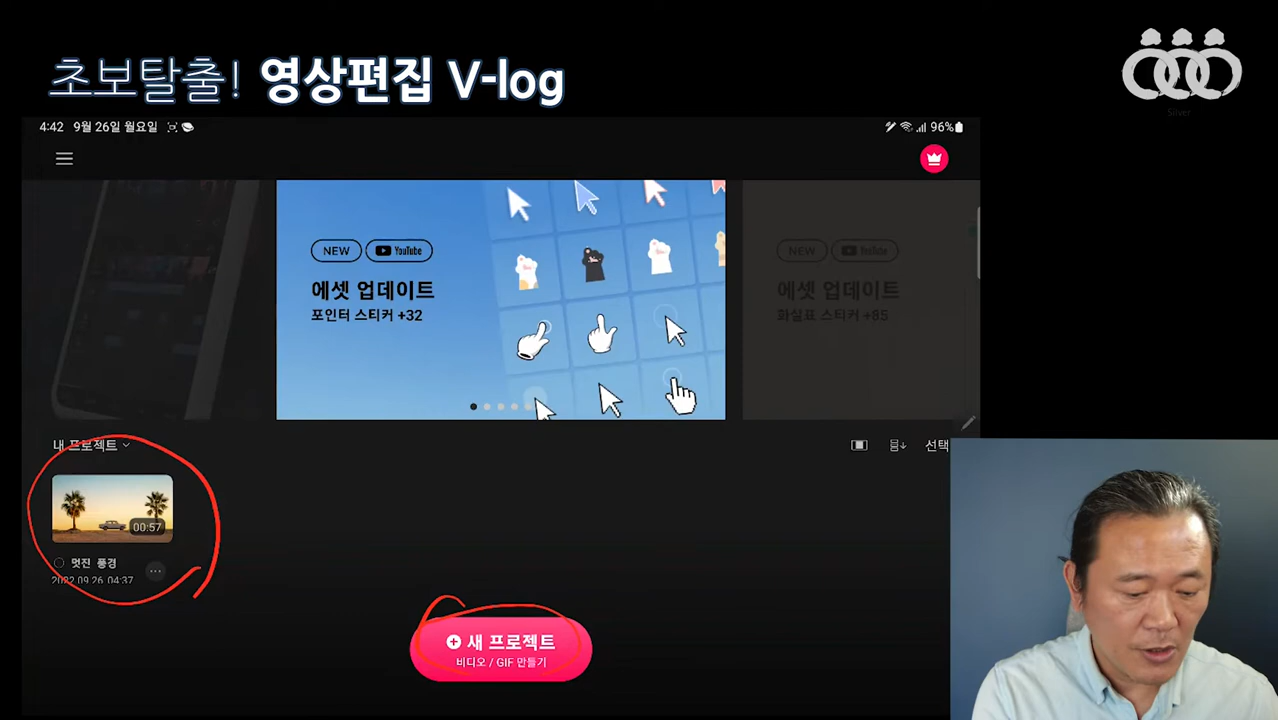 초보탈출! 영상편집 V-log
Silver
4:42 9월 26일 월요일
96%
NEW YouTube
에셋 업데이트
포인터 스티커 +32
NEW YouTube
에셋 업데이트
화살표 스티커 +85
내 프로젝트
선택
00:57
멋진 풍경
2022.09.26 04:37
새 프로젝트
비디오 / GIF 만들기